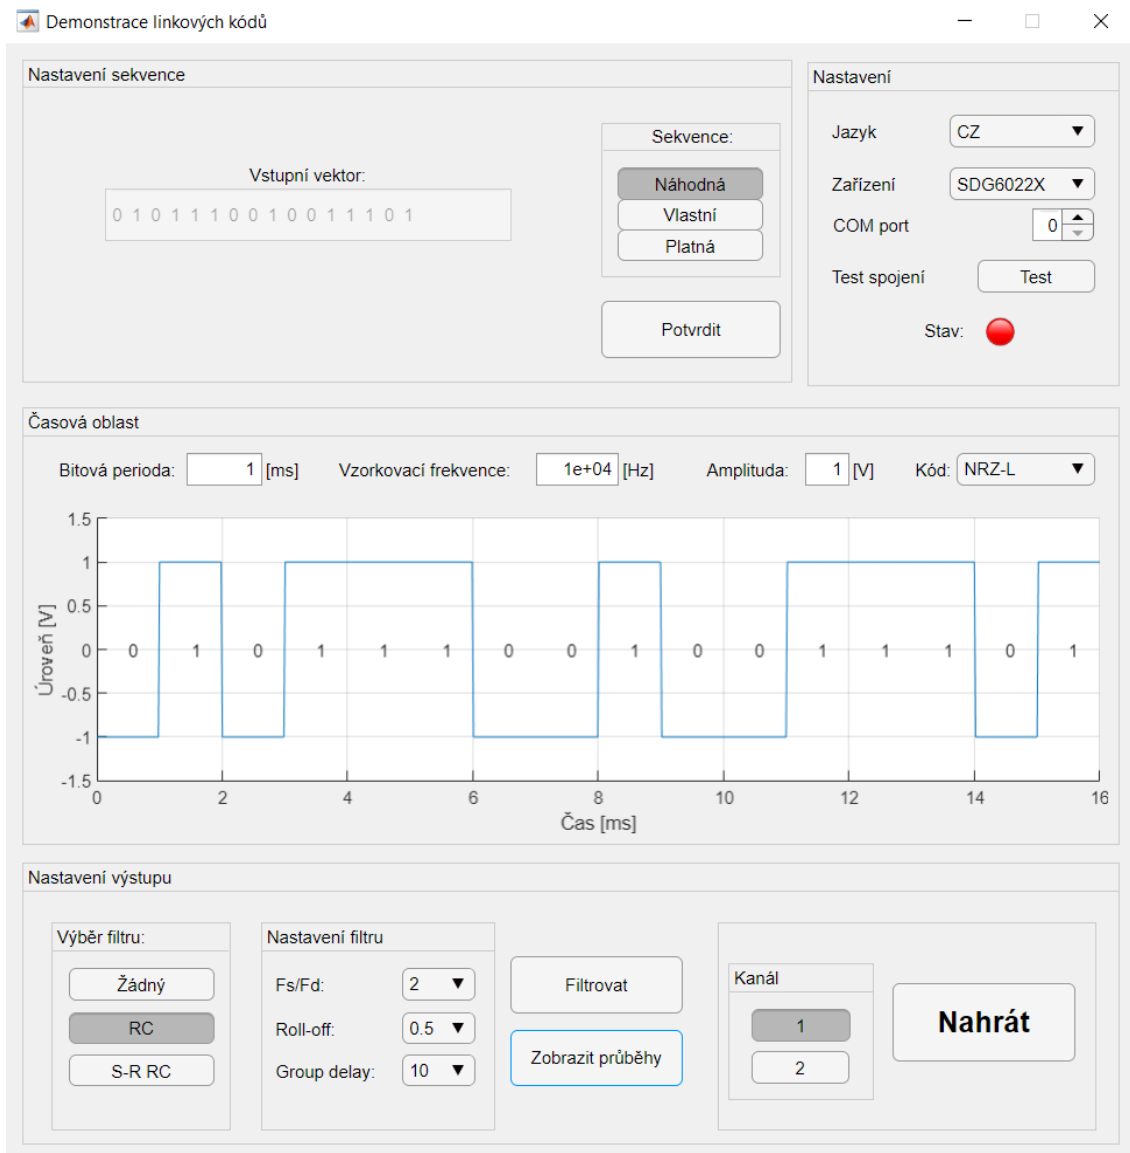 Demonstrace linkových kódů
Nastavení sekvence
Vstupní vektor:
0 1 0 1 1 1 0 0 1 0 0 1 1 1 0 1
Sekvence:
Náhodná
Vlastní
Platná
Potvrdit
Nastavení
Jazyk CZ
Zařízení SDG6022X
COM port 0
Test spojení Test
Stav:
Časová oblast
Bitová perioda: 1 [ms] Vzorkovací frekvence: 1e+04 [Hz] Amplituda: 1 [V] Kód: NRZ-L
Úroveň [V]
1.5
1
0.5
0
-0.5
-1
-1.5
0 1 0 1 1 1 0 0 1 0 0 1 1 1 0 1
0 2 4 6 8 10 12 14 16
Čas [ms]
Nastavení výstupu
Výběr filtru:
Žádný
RC
S-R RC
Nastavení filtru
Fs/Fd: 2
Roll-off: 0.5
Group delay: 10
Filtrovat
Zobrazit průběhy
Kanál
1
2
Nahrát